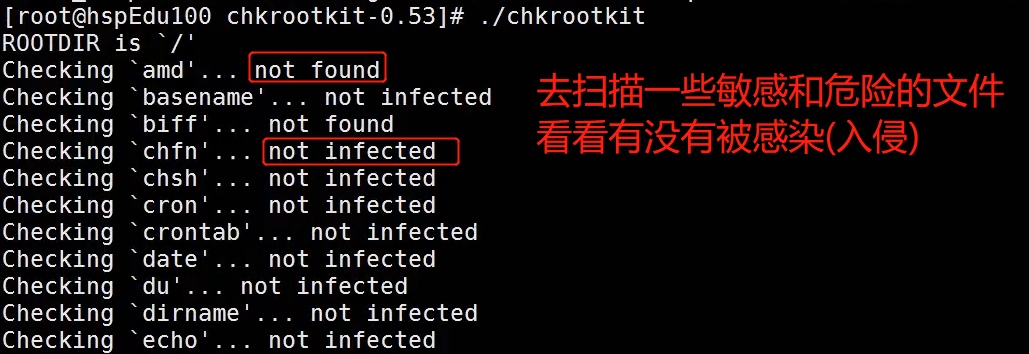 [root@hspEdu100 chkrootkit-0.53]# ./chkrootkit
ROOTDIR is `/'
Checking `amd'... not found
Checking `basename'... not infected
Checking `biff'... not found
Checking `chfn'... not infected
Checking `chsh'... not infected
Checking `cron'... not infected
Checking `crontab'... not infected
Checking `date'... not infected
Checking `du'... not infected
Checking `dirname'... not infected
Checking `echo'... not infected
去扫描一些敏感和危险的文件
看看有没有被感染(入侵)